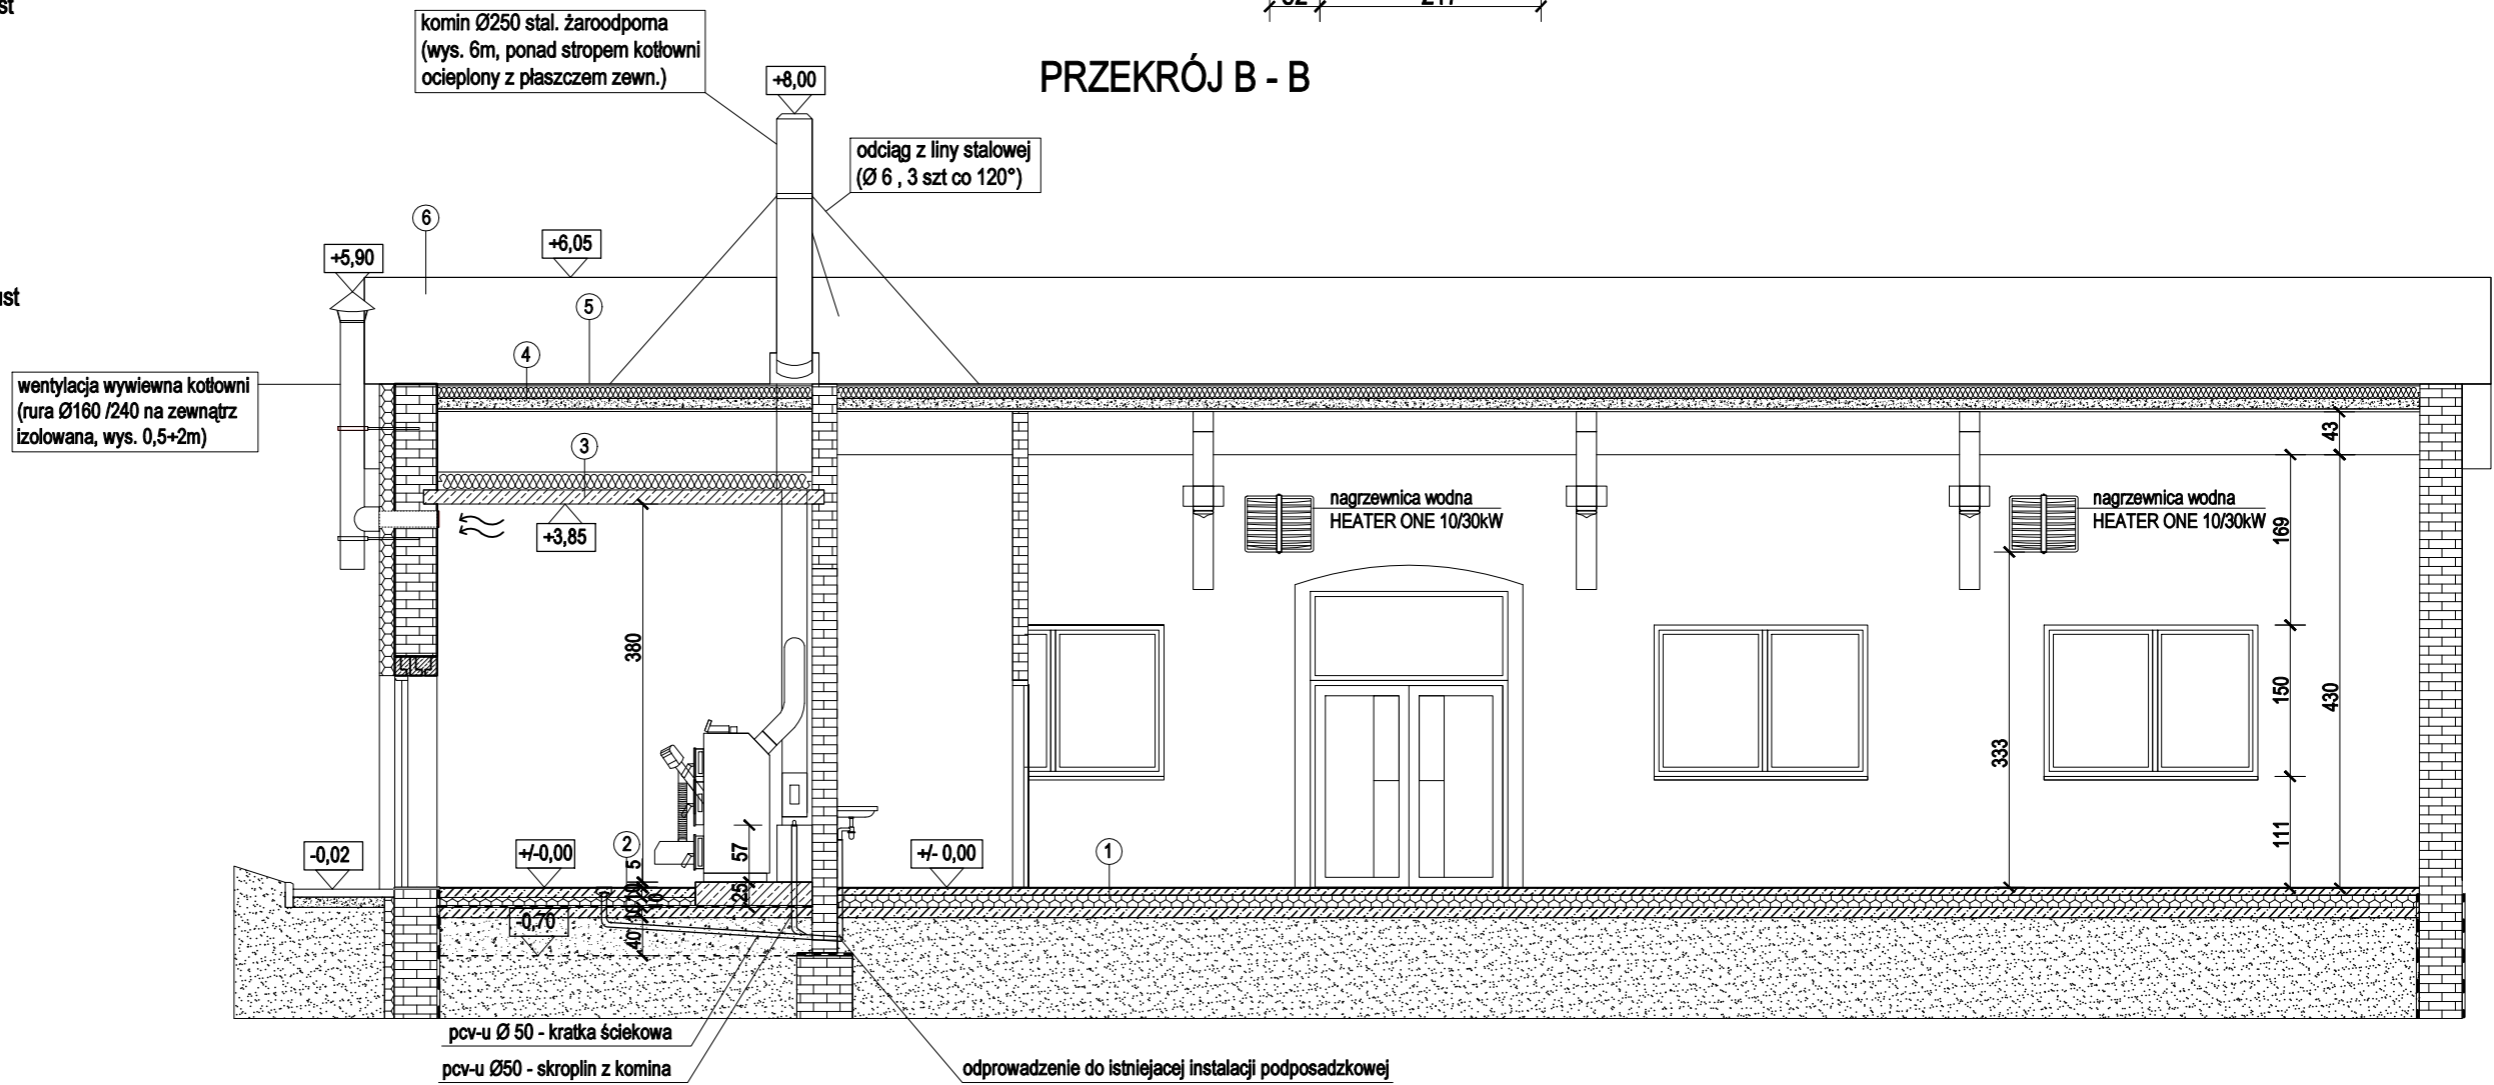 st
komin Ø250 stal. żaroodporna
(wys. 6m, ponad stropem kotłowni
ocieplony z płaszczem zewn.)
+8,00
PRZEKRÓJ B - B
odciąg z liny stalowej
(Ø 6 , 3 szt co 120°)
6
+6,05
+5,90
ust
5
4
wentylacja wywiewna kotłowni
(rura Ø160 /240 na zewnątrz
izolowana, wys. 0,5+2m)
3
43
nagrzewnica wodna
HEATER ONE 10/30kW
nagrzewnica wodna
HEATER ONE 10/30kW
+3,85
169
380
150
430
333
111
-0,02
+/-0,00
2
5
57
25
+/- 0,00
1
-0,70
40
pcv-u Ø 50 - kratka ściekowa
pcv-u Ø50 - skroplin z komina
odprowadzenie do istniejacej instalacji podposadzkowej